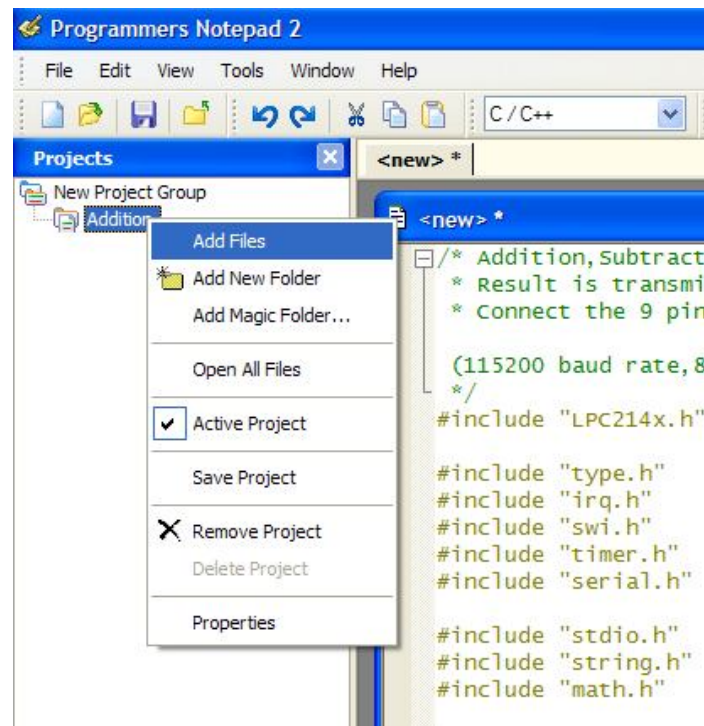 Programmers Notepad 2
File Edit View Tools Window Help
C / C++
Projects
<new> *
New Project Group
Addition
Add Files
Add New Folder
Add Magic Folder...
Open All Files
Active Project
Save Project
Remove Project
Delete Project
Properties
<new> *
/* Addition,Subtract
* Result is transmi
* Connect the 9 pin
(115200 baud rate,8
*/
#include "LPC214x.h"
#include "type.h"
#include "irq.h"
#include "swi.h"
#include "timer.h"
#include "serial.h"
#include "stdio.h"
#include "string.h"
#include "math.h"